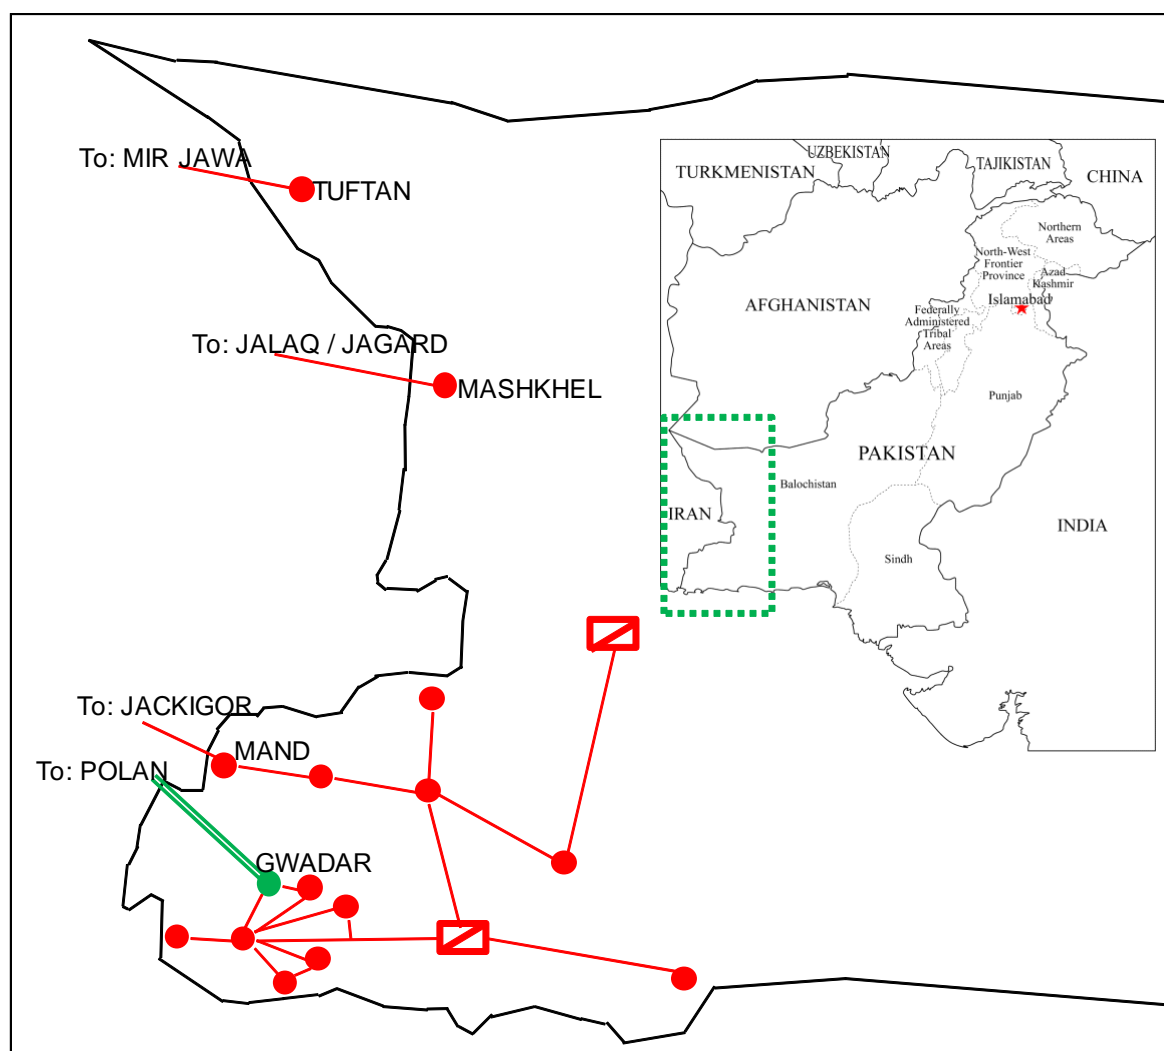 To: MIR JAWA
TUFTAN
To: JALAQ / JAGARD
MASHKHEL
To: JACKIGOR
MAND
To: POLAN
GWADAR
UZBEKISTAN
TURKMENISTAN
TAJIKISTAN
CHINA
Northern
Areas
North-West
Frontier
Province
Azad
Kashmir
Islamabad
AFGHANISTAN
Federally
Administered
Tribal
Areas
Punjab
PAKISTAN
Balochistan
IRAN
INDIA
Sindh